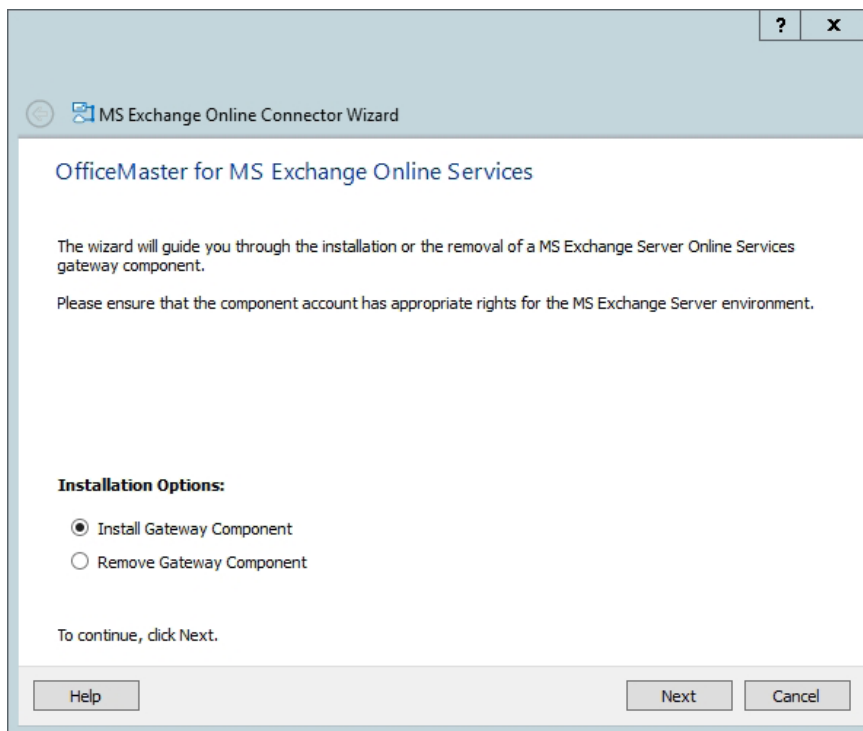 ? x
MS Exchange Online Connector Wizard
OfficeMaster for MS Exchange Online Services
The wizard will guide you through the installation or the removal of a MS Exchange Server Online Services
gateway component.
Please ensure that the component account has appropriate rights for the MS Exchange Server environment.
Installation Options:
Install Gateway Component
Remove Gateway Component
To continue, click Next.
Help Next Cancel